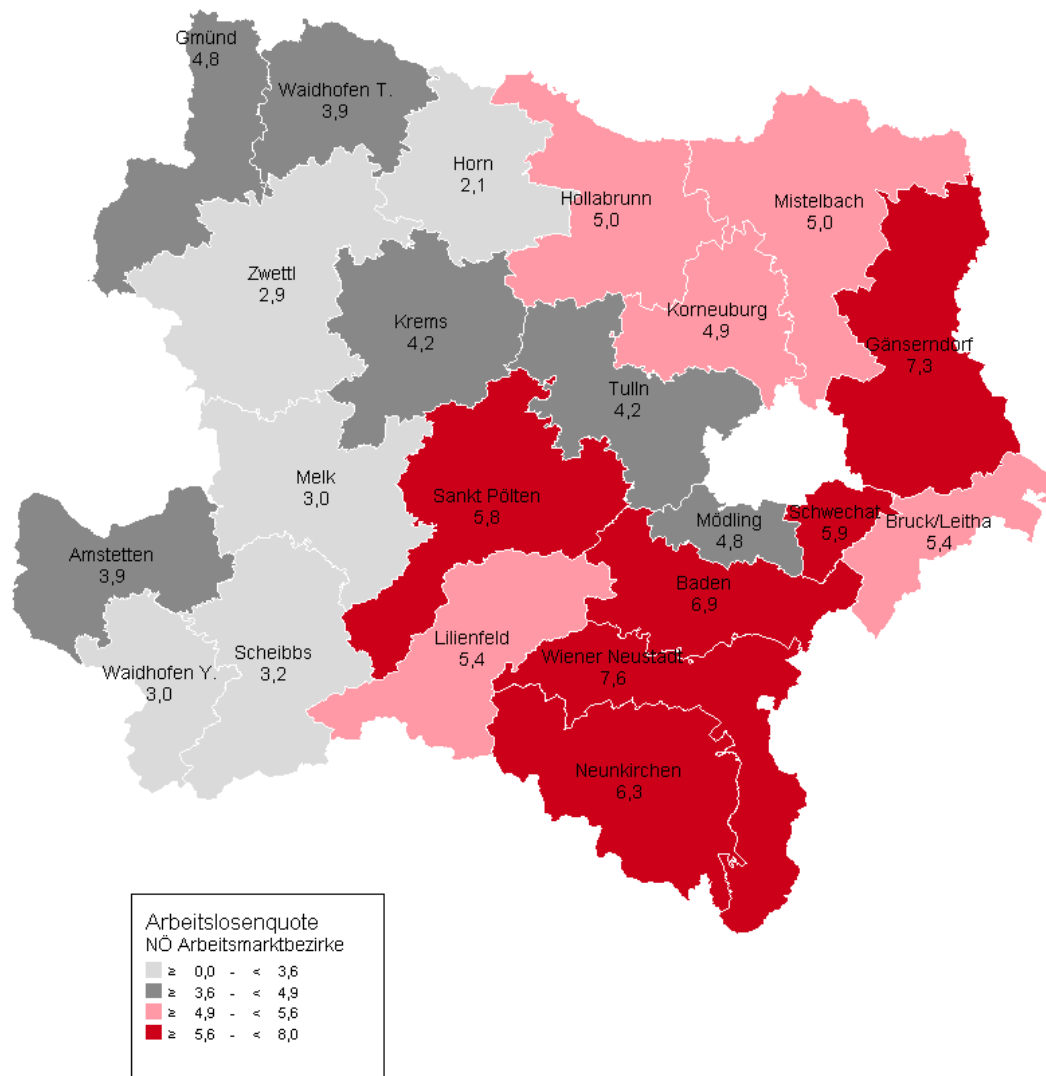 Gmünd
4,8
Waidhofen T.
3,9
Horn
2,1
Hollabrunn
5,0
Mistelbach
5,0
Zwettl
2,9
Krems
4,2
Korneuburg
4,9
Gänserndorf
7,3
Tulln
4,2
Melk
3,0
Sankt Pölten
5,8
Mödling
4,8
Schwechat
5,9
Bruck/Leitha
5,4
Amstetten
3,9
Baden
6,9
Waidhofen Y.
3,0
Scheibbs
3,2
Lilienfeld
5,4
Wiener Neustadt
7,6
Neunkirchen
6,3
Arbeitslosenquote
NÖ Arbeitsmarktbezirke
≥ 0,0 - < 3,6
≥ 3,6 - < 4,9
≥ 4,9 - < 5,6
≥ 5,6 - < 8,0